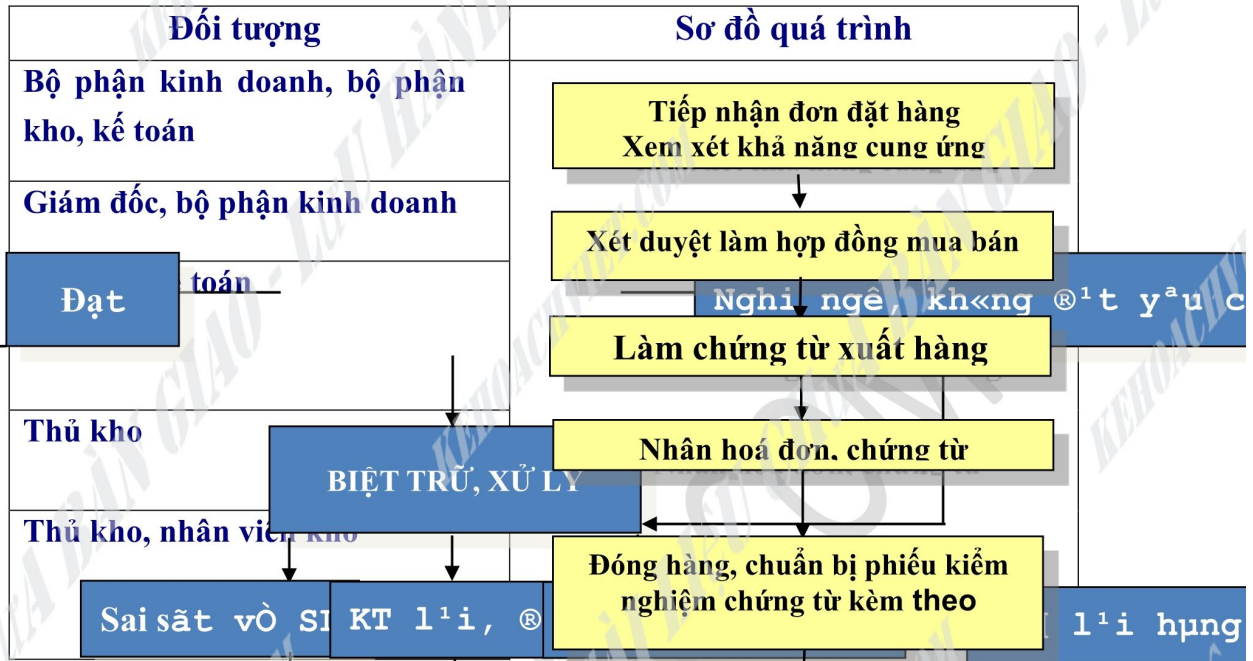 Đối tượng
Sơ đồ quá trình
Bộ phận kinh doanh, bộ phận
kho, kế toán
Tiếp nhận đơn đặt hàng
Xem xét khả năng cung ứng
Giám đốc, bộ phận kinh doanh
Xét duyệt làm hợp đồng mua bán
toán
Đạt
Nghi ngê, kh«ng ®¹t yªu c
Làm chứng từ xuất hàng
Thủ kho
Nhân hoá đơn, chứng từ
BIỆT TRỮ, XỬ LÝ
Thủ kho, nhân viên kho
Đóng hàng, chuẩn bị phiếu kiểm
nghiệm chứng từ kèm theo
Sai sãt vÒ
KT l¹i, ®
l¹i hµng